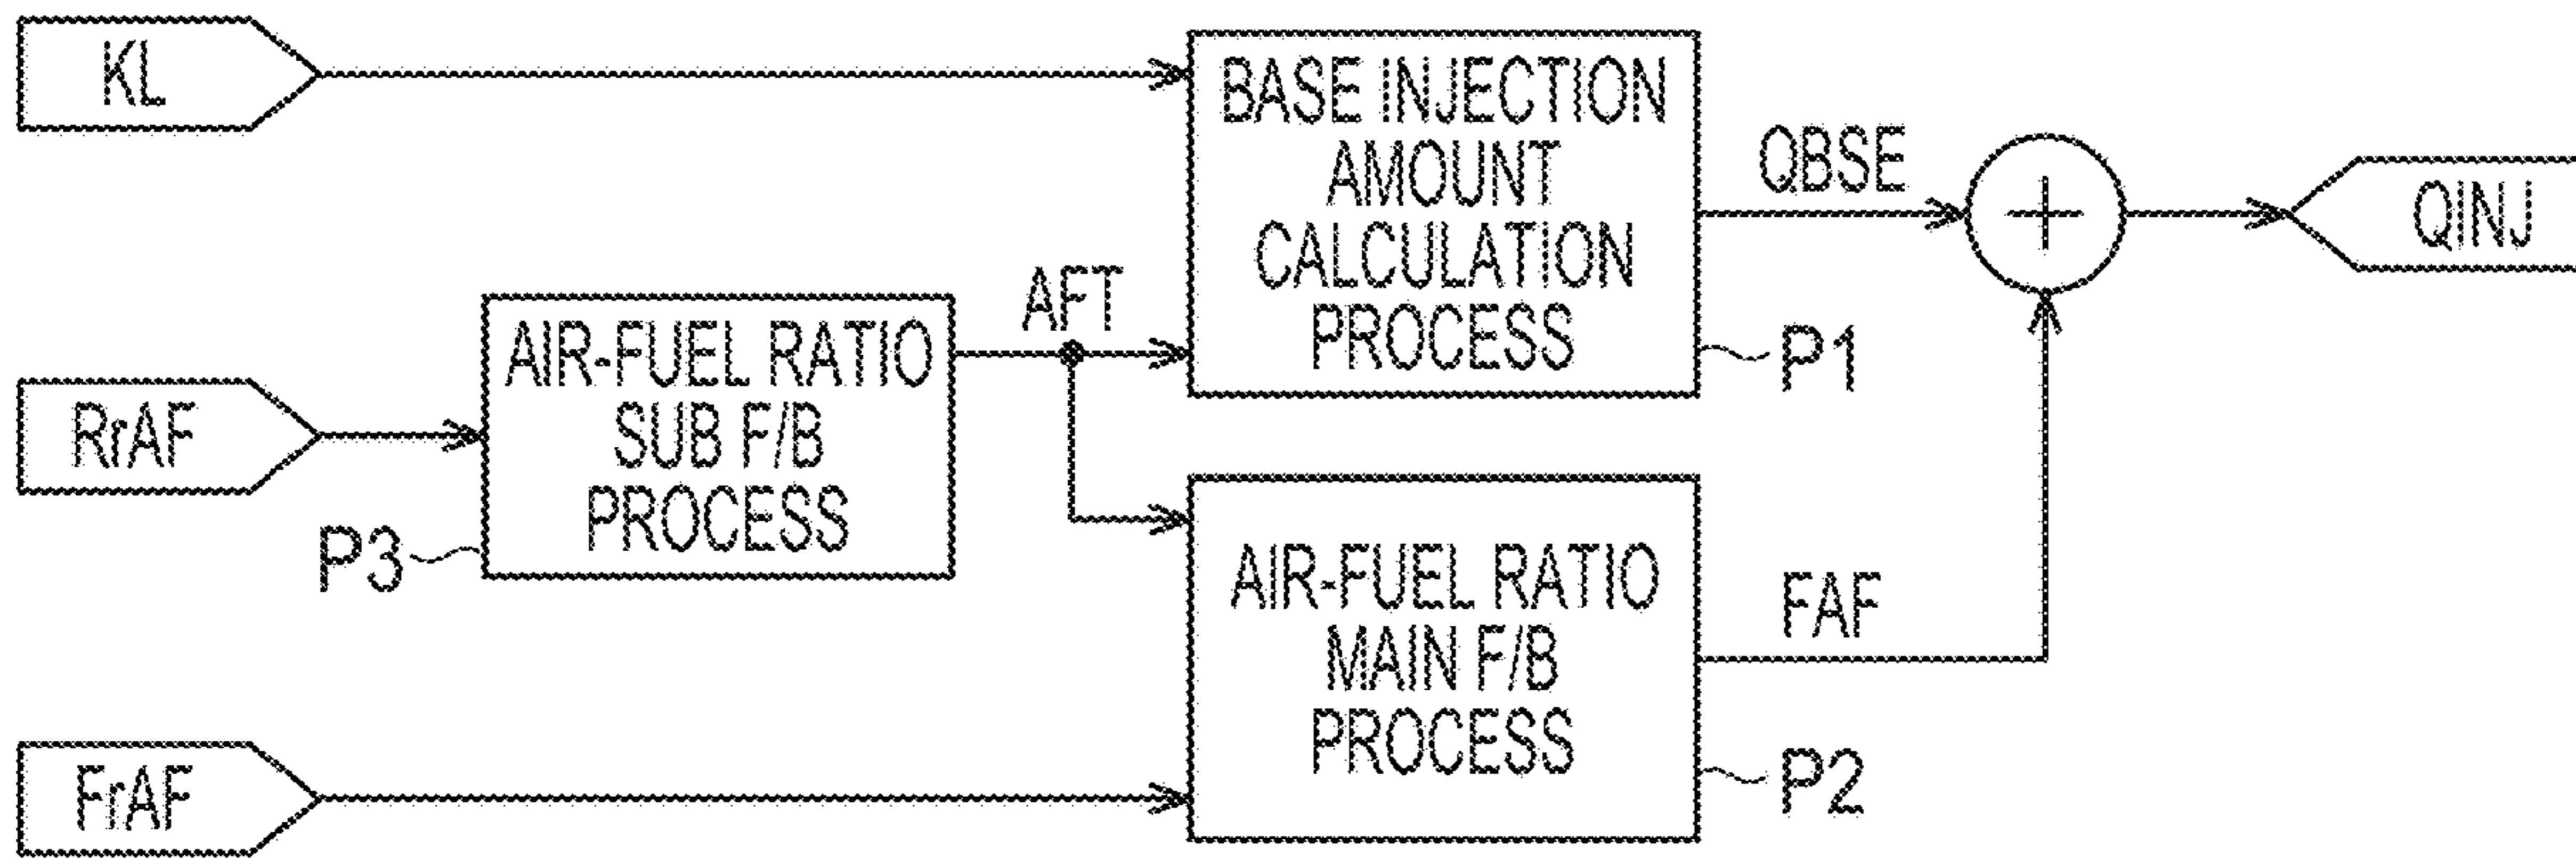 KL
BASE INJECTION
AMOUNT
CALCULATION
PROCESS
P1
QBSE
+
QINJ
RrAF
AIR-FUEL RATIO
SUB F/B
PROCESS
P3
AFT
AIR-FUEL RATIO
MAIN F/B
PROCESS
P2
FAF
FrAF